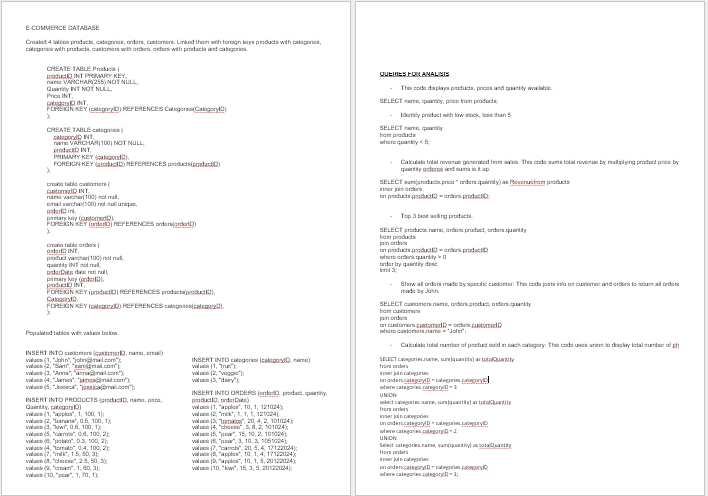 E-COMMERCE DATABASE
Created 4 tables products, categories, orders, customers. Linked them with foreign keys products with categories,
categories with products, customers with orders, orders with products and categories.
CREATE TABLE Products (
productID INT PRIMARY KEY,
name VARCHAR(255) NOT NULL,
Quantity INT NOT NULL,
Price INT,
categoryID INT,
FOREIGN KEY (categoryID) REFERENCES Categories(CategoryID)
);
CREATE TABLE categories (
categoryID INT,
name VARCHAR(100) NOT NULL,
productID INT,
PRIMARY KEY (categoryID),
FOREIGN KEY (productID) REFERENCES products(productID)
);
create table customers (
customerID INT,
name varchar(100) not null,
email varchar(100) not null unique,
orderID int,
primary key (customerID),
FOREIGN KEY (orderID) REFERENCES orders(orderID)
);
create table orders (
orderID INT,
product varchar(100) not null,
quantity INT not null,
orderDate date not null,
primary key (orderID),
productID INT,
FOREIGN KEY (productID) REFERENCES products(productID),
CategoryID,
FOREIGN KEY (categoryID) REFERENCES categories(categoryID),
);
Populated tables with values below.
INSERT INTO customers (customerID, name, email)
values (1, "John", "john@mail.com");
values (2, "Sam", "sam@mail.com");
values (3, "Anna", "anna@mail.com");
values (4, "James", "james@mail.com");
values (5, "Jessica", "jessica@mail.com");
INSERT INTO PRODUCTS (productID, name, price,
Quantity, categoryID)
values (1, "apples", 1, 100, 1);
values (2, "banana", 0.5, 100, 1);
values (3, "kiwi", 0.6, 100, 1);
values (5, "carrots", 0.6, 100, 2);
values (6, "potato", 0.3, 100, 2);
values (4, "tomato", 0.4, 100, 2);
values (7, "milk", 1.5, 50, 3);
values (8, "cheese", 2.5, 50, 3);
values (9, "cream", 1, 60, 3);
values (10, "pear", 1, 70, 1);
INSERT INTO categories (categoryID, name)
values (1, "fruit");
values (2, "veggie");
values (3, "dairy");
INSERT INTO ORDERS (orderID, product, quantity,
productID, orderDate)
values (1, "apples", 10, 1, 121024);
values (2, "milk", 1, 1, 121024);
values (3, "tomatos", 20, 4, 2, 101024);
values (4, "cheese", 3, 8, 2, 101024);
values (5, "pear", 15, 10, 2, 101024);
values (6, "pear", 3, 10, 3, 1051024);
values (7, "carrots", 20, 5, 4, 17122024);
values (8, "apples", 10, 1, 4, 17122024);
values (9, "apples", 10, 1, 5, 20122024);
values (10, "kiwi", 15, 3, 5, 20122024);
QUERIES FOR ANALISIS
- This code displays products, prices and quantity available.
SELECT name, quantity, price from products;
- Identify product with low stock, less than 5
SELECT name, quantity
from products
where quantity < 5;
- Calculate total revenue generated from sales. This code sums total revenue by multiplying product price by
quantity orderes and sums is it up.
SELECT sum(products.price * orders.quantity) as Revenuefrom products
inner join orders
on products.productID = orders.productID;
- Top 3 best selling products.
SELECT products.name, orders.product, orders.quantity
from products
join orders
on products.productID = orders.productID
where orders.quantity > 0
order by quantity desc
limit 3;
- Show all orders made by specific customer. This code joins info on customer and orders to return all orders
made by John.
SELECT customers.name, orders.product, orders.quantity
from customers
join orders
on customers.customerID = orders.customerID
where customers.name = "John";
- Calculate total number of product sold in each category. This code uses union to display total number of ph
SELECT categories.name, sum(quantity) as totalQuantity
from orders
inner join categories
on orders.categoryID = categories.categoryID
where categories.categoryID = 3
UNION
select categories.name, sum(quantity) as totalQuantity
from orders
inner join categories
on orders.categoryID = categories.categoryID
where categories.categoryID = 2
UNION
Select categories.name, sum(quantity) as totalQuantity
from orders
inner join categories
on orders.categoryID = categories.categoryID
where categories.categoryID = 1;